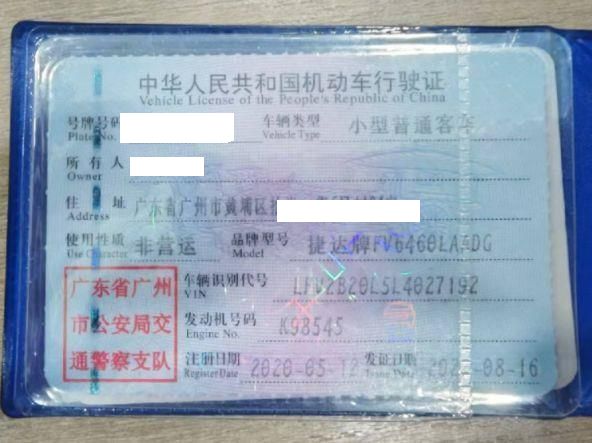 中华人民共和国机动车行驶证
Vehicle License of the People's Republic of China
号牌号码 车辆类型 小型普通客车
Plate No. Vehicle Type
所有人
Owner
住址 广东省广州市黄埔区
Address
使用性质 非营运 品牌型号 捷达牌FV6460LAADG
Use Character Model
广东省广州 车辆识别代号 LFV2B20L5L4027192
VIN
市公安局交 发动机号码 K98545
Engine No.
通警察支队 注册日期 2020-05-12 发证日期 08-16
Register Date Issue Date